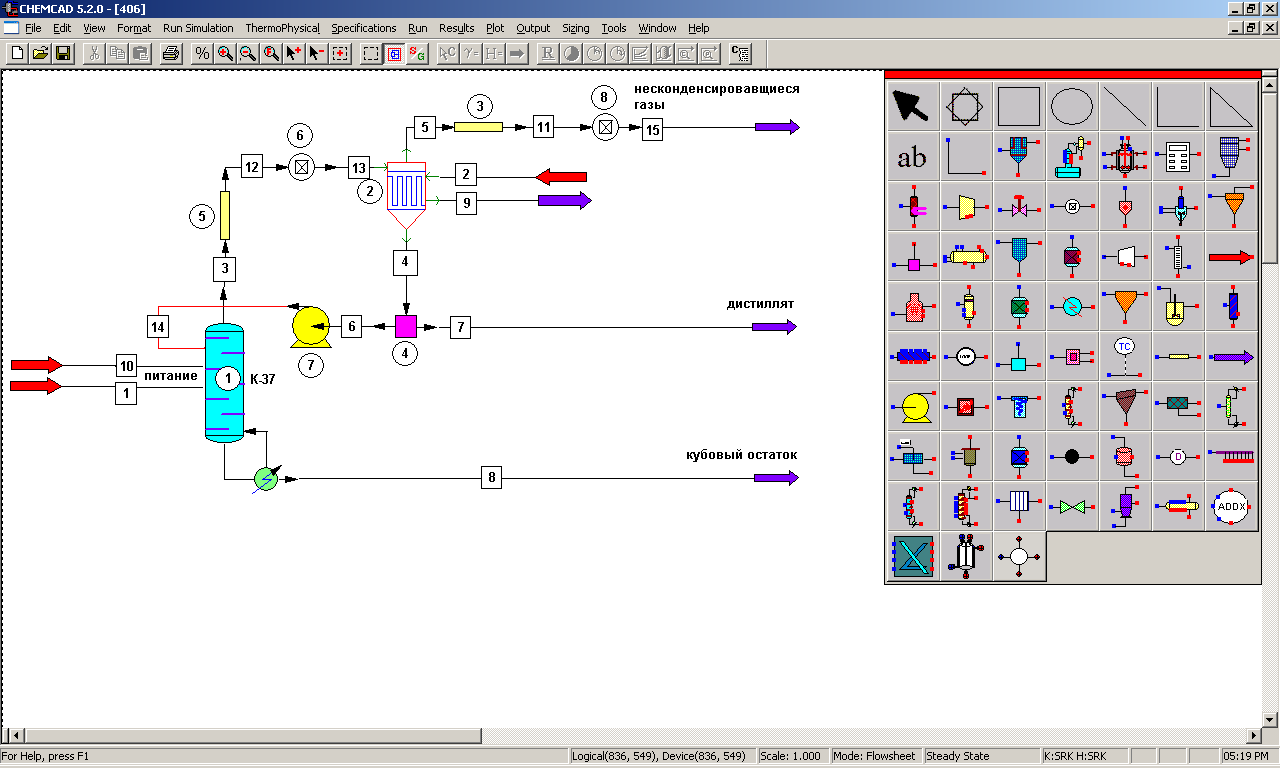 CHEMCAD 5.2.0 - [406]
File Edit View Format Run Simulation ThermoPhysical Specifications Run Results Plot Output Sizing Tools Window Help
% S G C γ= H= R C
несконденсировавщиеся
газы
8
3
5 11 15
6
12 13
2
2
9
5
3
4
14
6 7
дистиллят
4
7
10
питание
1
1
К-37
кубовый остаток
8
ab
TC
D
ADDX
For Help, press F1 Logical(836, 549) Device(836, 549) Scale: 1.000 Mode: Flowsheet Steady State K:SRK H:SRK 05:19 PM